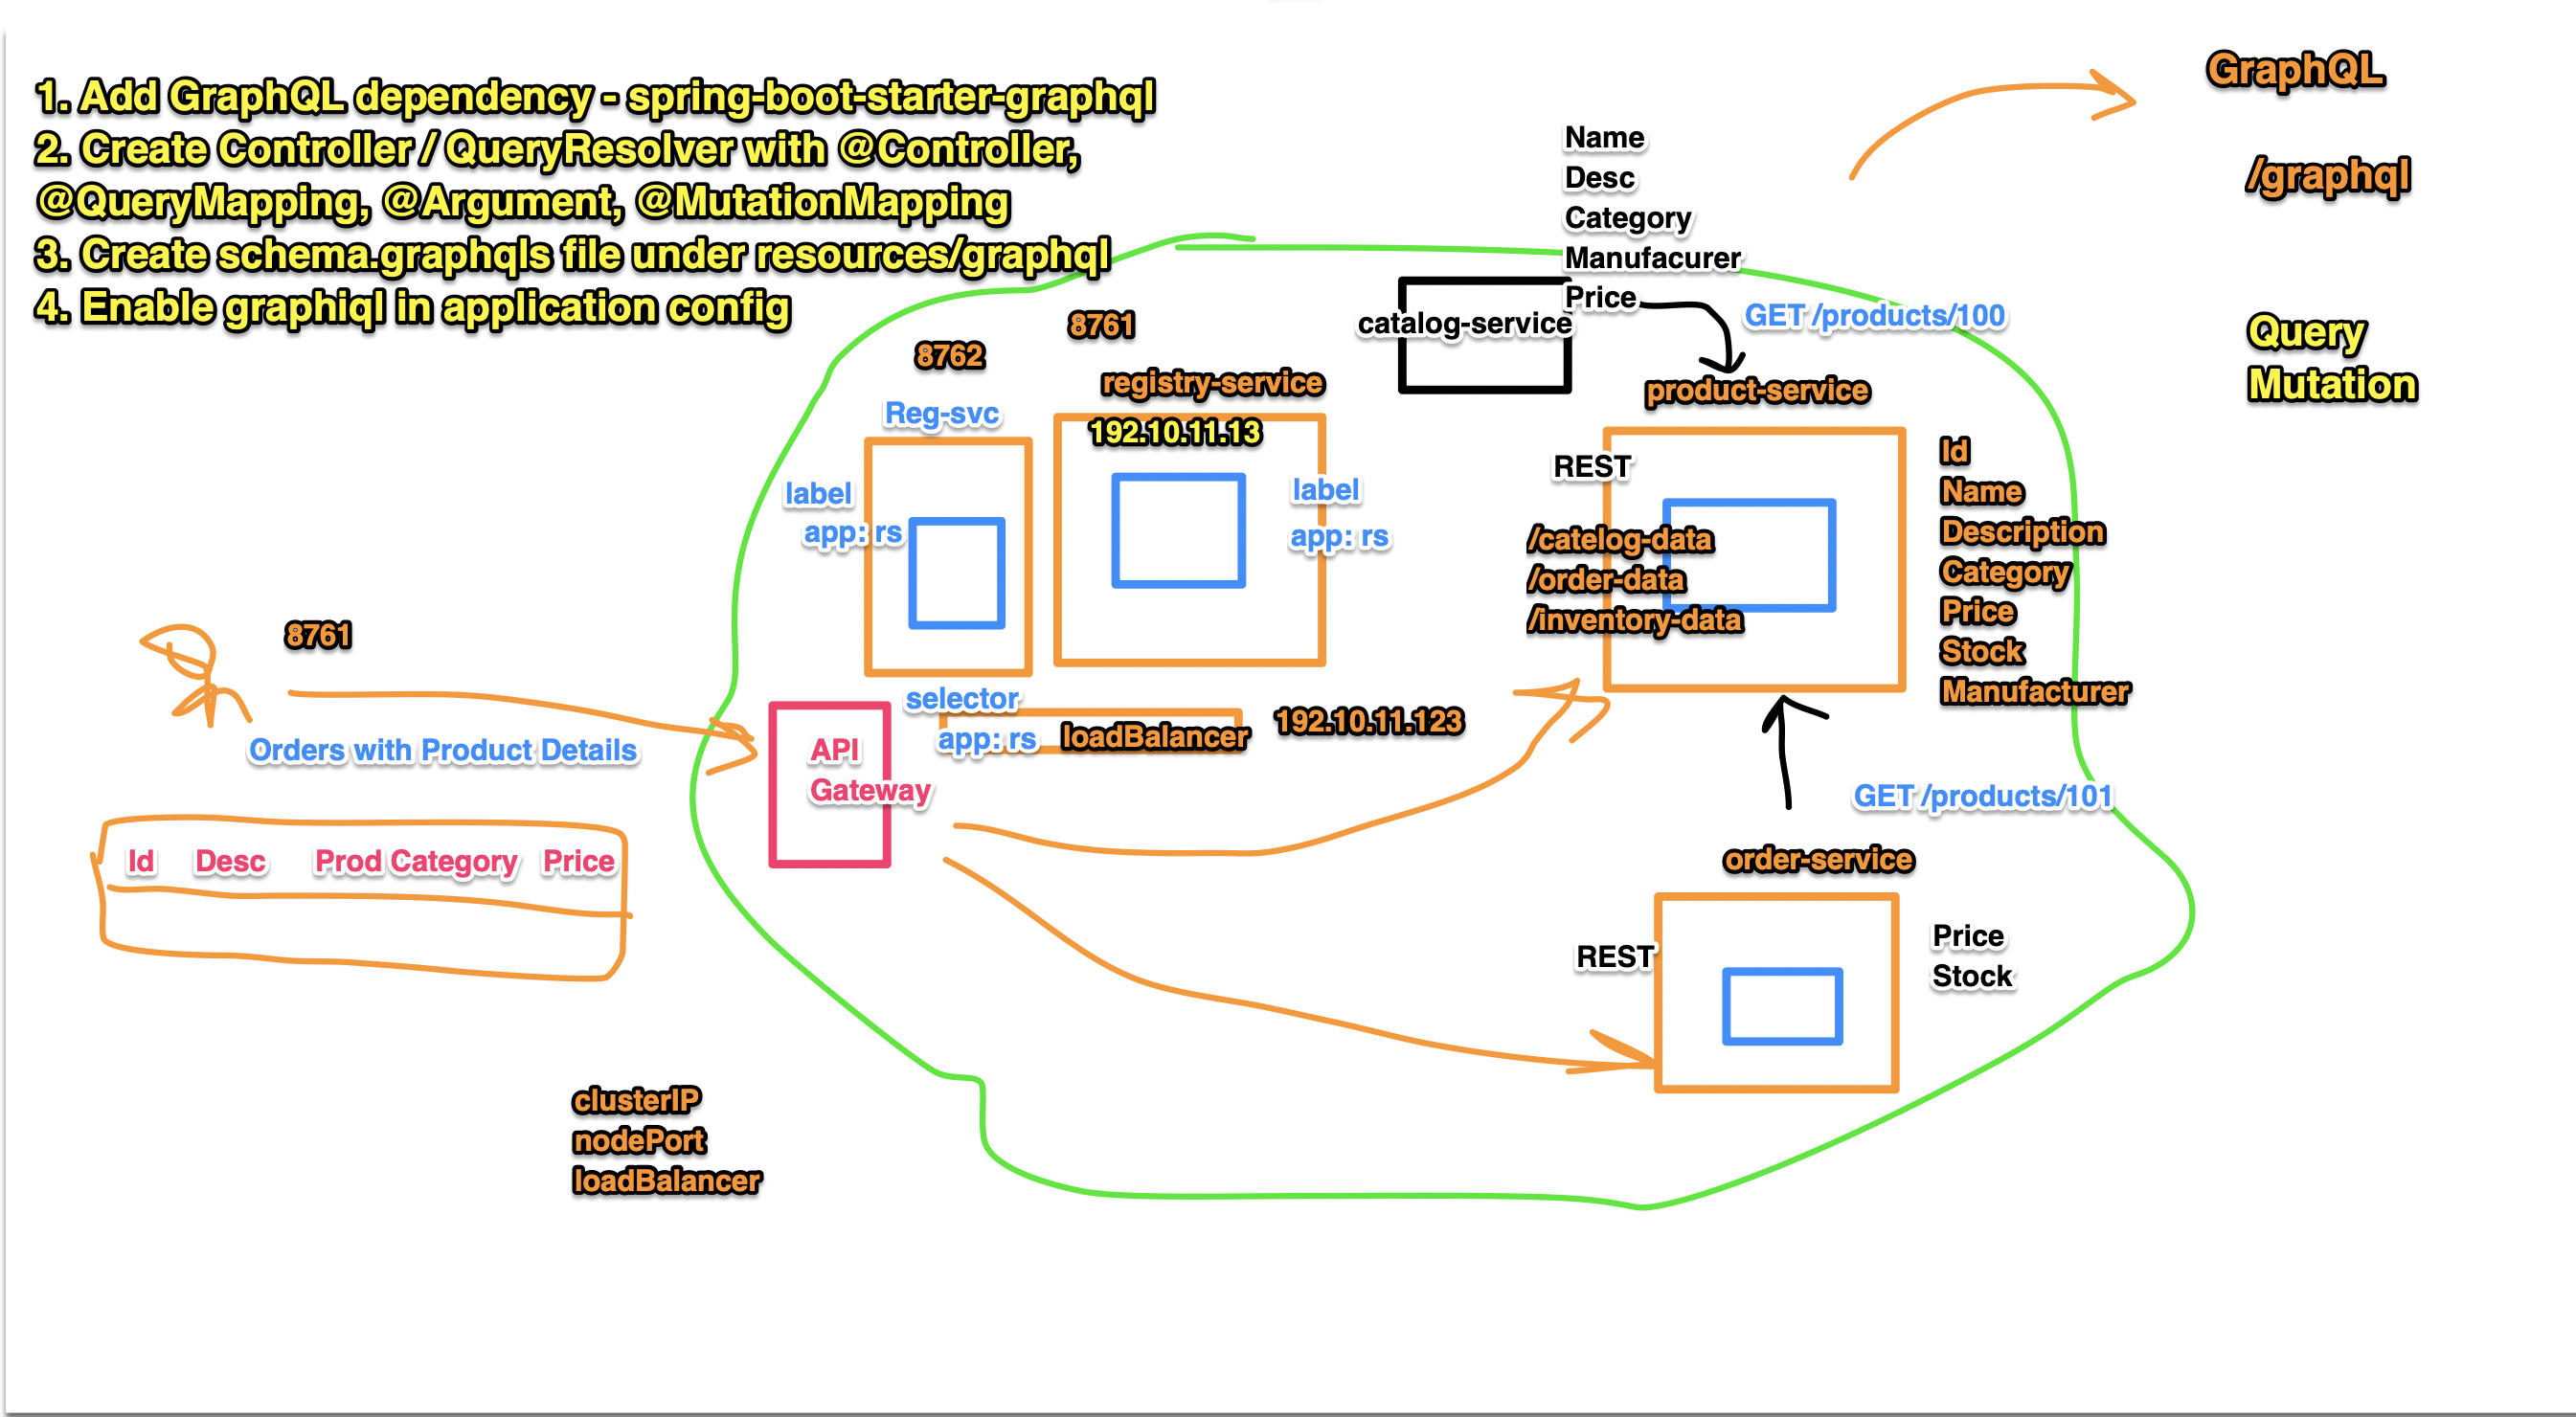 1. Add GraphQL dependency - spring-boot-starter-graphql
2. Create Controller / QueryResolver with @Controller,
@QueryMapping, @Argument, @MutationMapping
3. Create schema.graphqls file under resources/graphql
4. Enable graphiql in application config
GraphQL
/graphql
Query
Mutation
Name
Desc
Category
Manufacurer
Price
catalog-service
GET /products/100
8762
Reg-svc
label
app: rs
8761
registry-service
192.10.11.13
label
app: rs
product-service
REST
/catelog-data
/order-data
/inventory-data
Id
Name
Description
Category
Price
Stock
Manufacturer
8761
Orders with Product Details
Id Desc Prod Category Price
API
Gateway
selector
app: rs
loadBalancer
192.10.11.123
GET /products/101
order-service
REST
Price
Stock
clusterIP
nodePort
loadBalancer